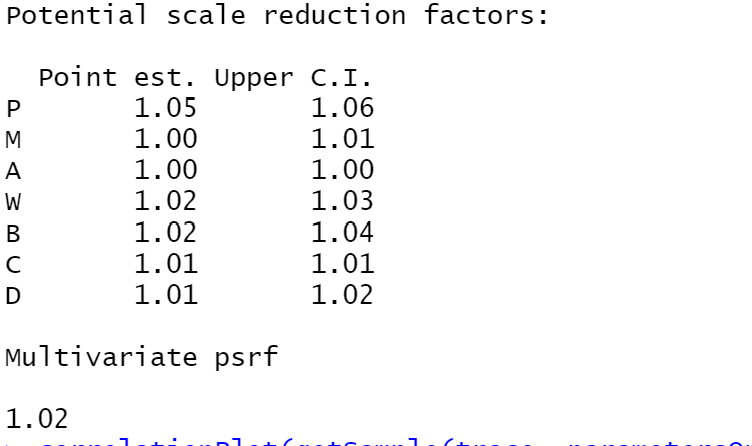 Potential scale reduction factors:
Point est. Upper C.I.
P 1.05 1.06
M 1.00 1.01
A 1.00 1.00
W 1.02 1.03
B 1.02 1.04
C 1.01 1.01
D 1.01 1.02
Multivariate psrf
1.02